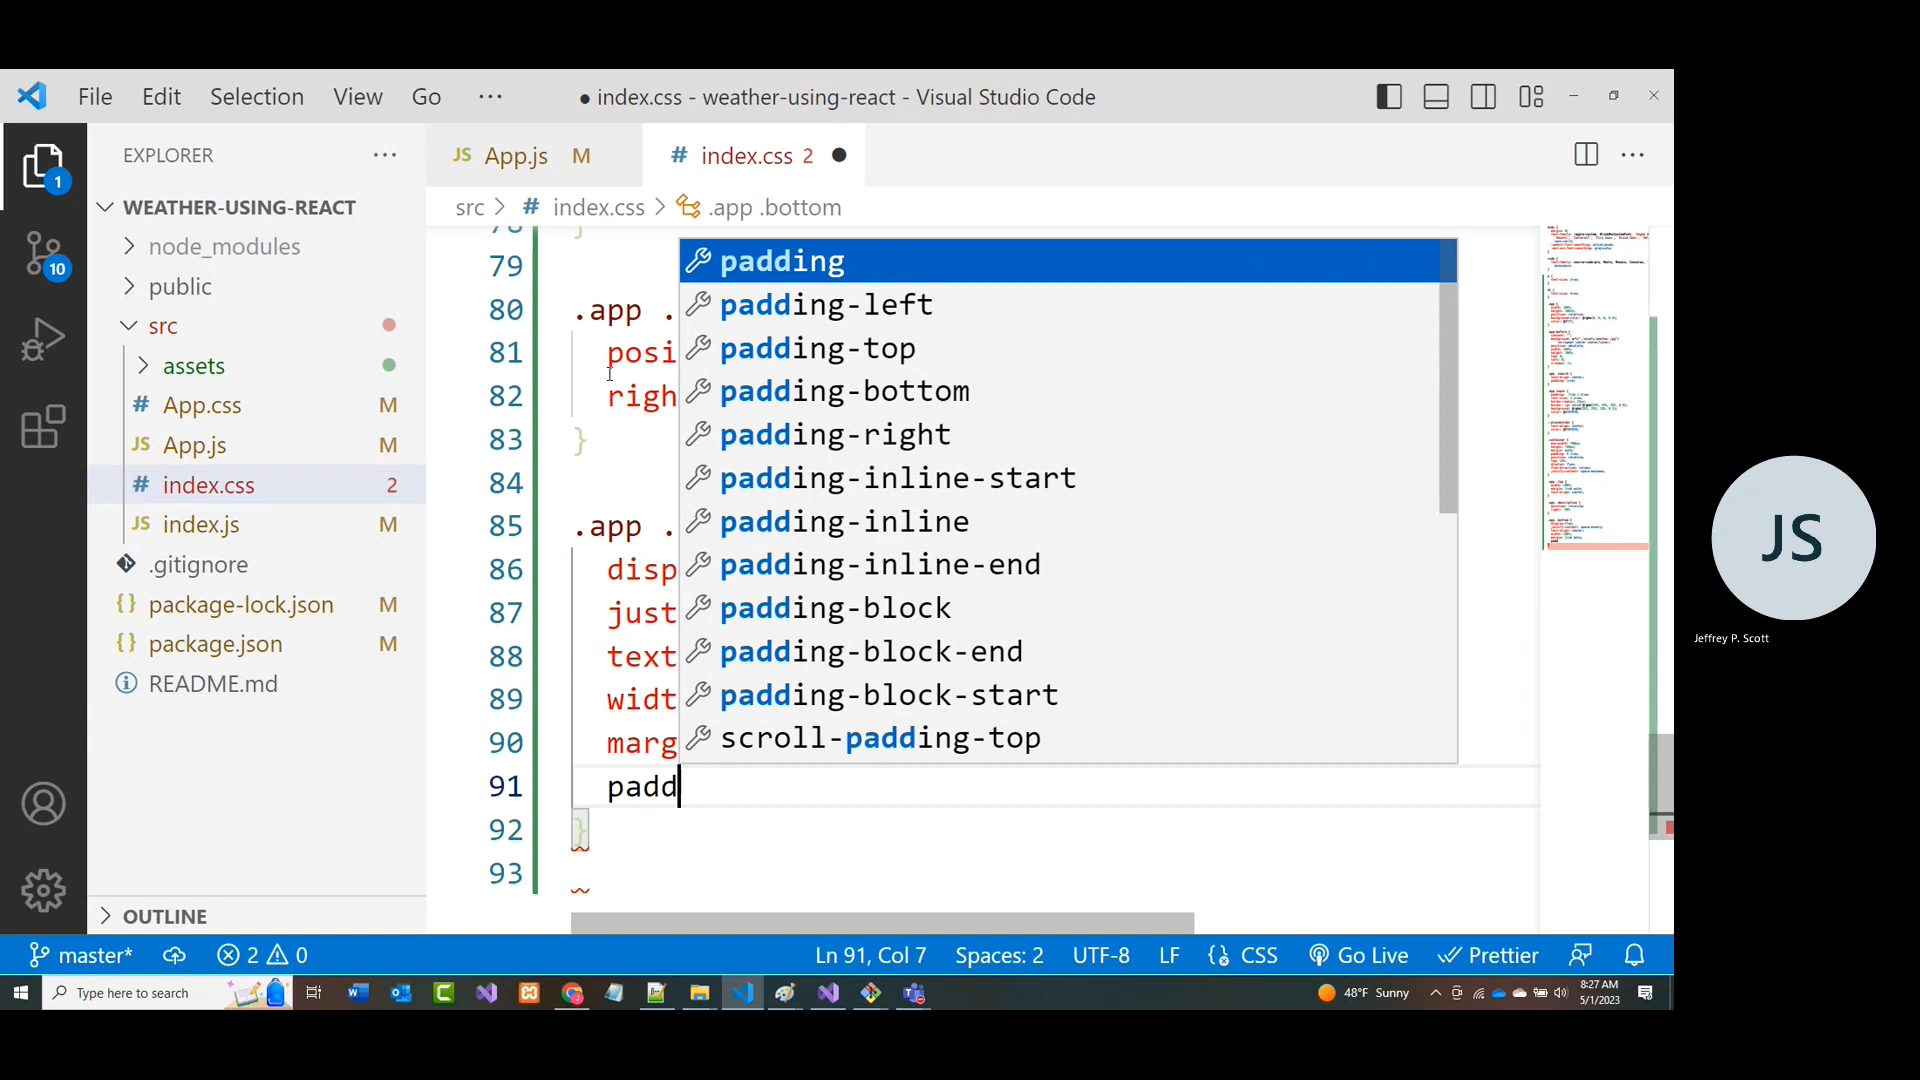 File Edit Selection View Go ··· ● index.css - weather-using-react - Visual Studio Code
EXPLORER ···
JS App.js M # index.css 2 ●
WEATHER-USING-REACT
src > # index.css > .app .bottom
node_modules
public
src
assets
# App.css M
JS App.js M
# index.css 2
JS index.js M
.gitignore
{} package-lock.json M
{} package.json M
README.md
OUTLINE
1
10
78 }
79
80 .app .
81 posi
82 righ
83 }
84
85 .app .
86 disp
87 just
88 text
89 widt
90 marg
91 padd
92 }
93
padding
padding-left
padding-top
padding-bottom
padding-right
padding-inline-start
padding-inline
padding-inline-end
padding-block
padding-block-end
padding-block-start
scroll-padding-top
JS
Jeffrey P. Scott
master* 2 0 Ln 91, Col 7 Spaces: 2 UTF-8 LF CSS Go Live Prettier
Type here to search 48°F Sunny 8:27 AM
5/1/2023